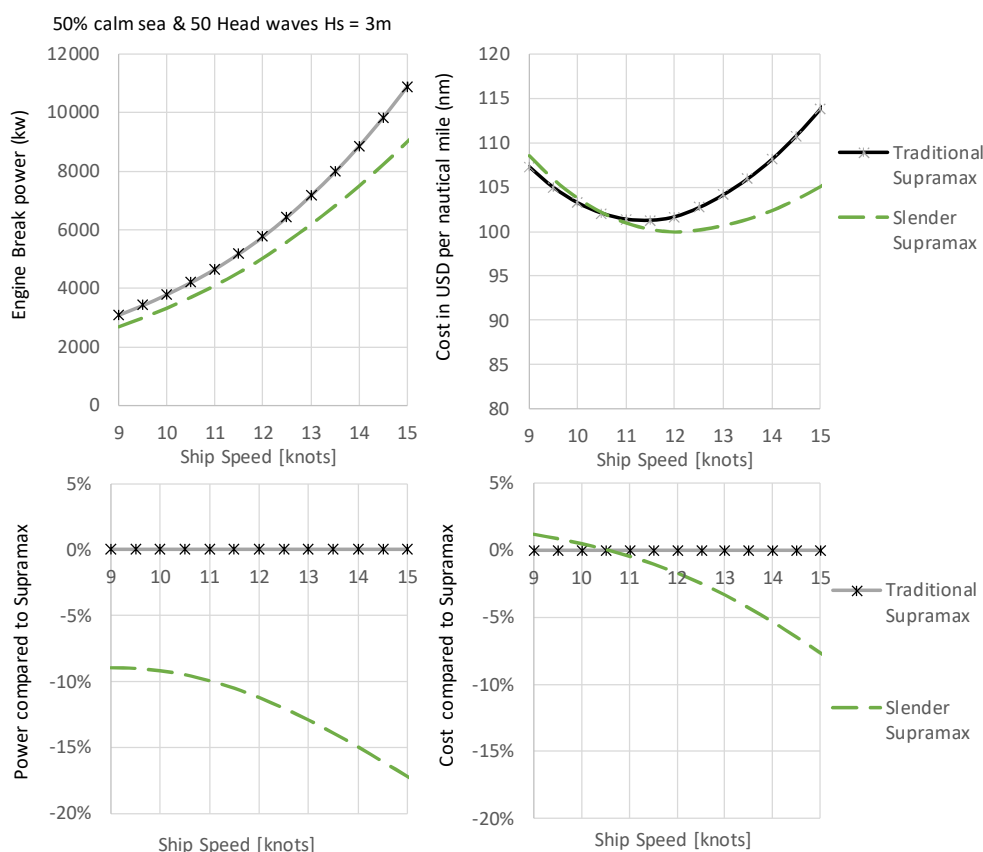 50% calm sea & 50 Head waves Hs = 3m
Engine Break power (kw)
12000
10000
8000
6000
4000
2000
0
9 10 11 12 13 14 15
Ship Speed [knots]
Cost in USD per nautical mile (nm)
120
115
110
105
100
95
90
85
80
9 10 11 12 13 14 15
Ship Speed [knots]
Traditional
Supramax
Slender
Supramax
Power compared to Supramax
5%
0%
-5%
-10%
-15%
-20%
9 10 11 12 13 14 15
Ship Speed [knots]
Cost compared to Supramax
5%
0%
-5%
-10%
-15%
-20%
9 10 11 12 13 14 15
Ship Speed [knots]
Traditional
Supramax
Slender
Supramax